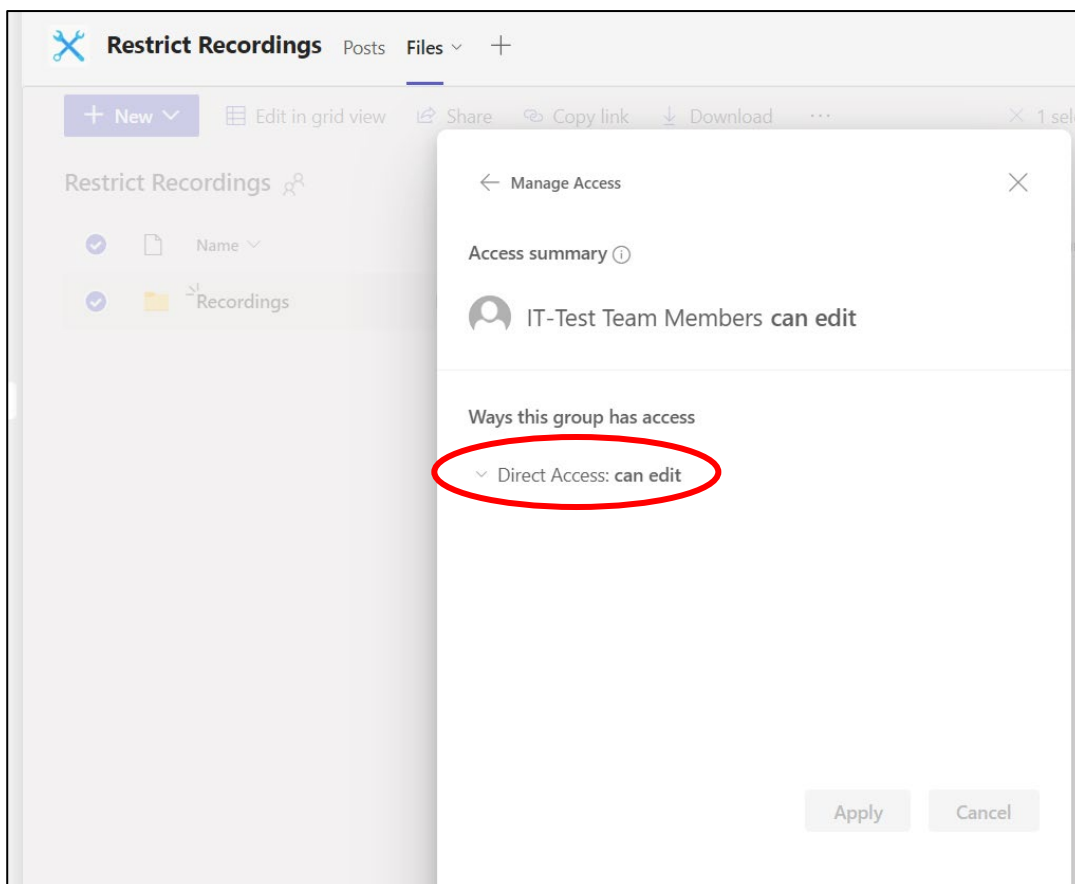 Restrict Recordings Posts Files
New Edit in grid view Share Copy link Download ... 1 sel
Manage Access
Restrict Recordings
Access summary
Name
Recordings
IT-Test Team Members can edit
Ways this group has access
Direct Access: can edit
Apply Cancel